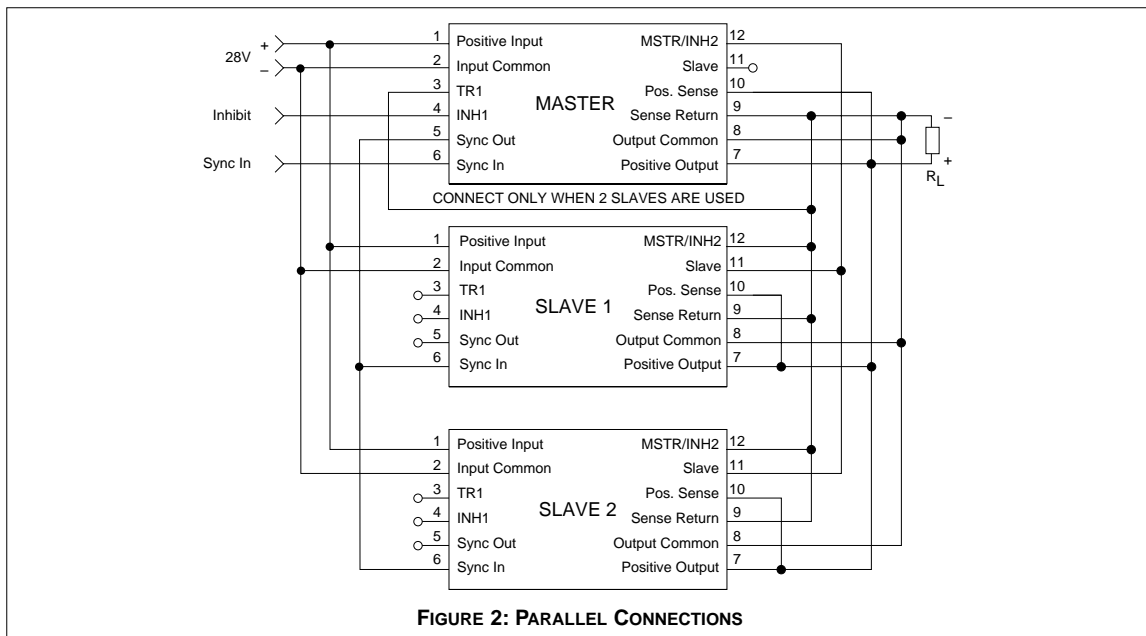 1 Positive Input MSTR/INH2 12
+ 28V – 2 Input Common Slave 11
3 TR1 Pos. Sense 10
Inhibit 4 INH1 MASTER Sense Return 9 –
5 Sync Out Output Common 8
Sync In 6 Sync In Positive Output 7 +
RL
CONNECT ONLY WHEN 2 SLAVES ARE USED
1 Positive Input MSTR/INH2 12
2 Input Common Slave 11
3 TR1 Pos. Sense 10
4 INH1 SLAVE 1 Sense Return 9
5 Sync Out Output Common 8
6 Sync In Positive Output 7
1 Positive Input MSTR/INH2 12
2 Input Common Slave 11
3 TR1 Pos. Sense 10
4 INH1 SLAVE 2 Sense Return 9
5 Sync Out Output Common 8
6 Sync In Positive Output 7
FIGURE 2: PARALLEL CONNECTIONS